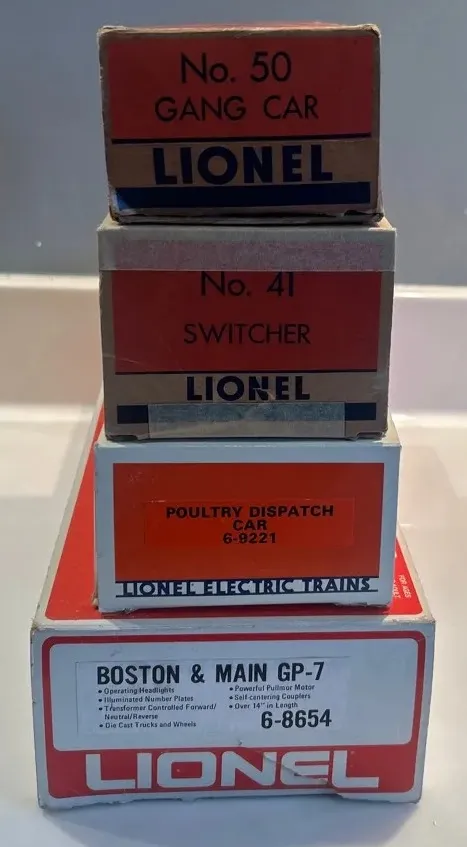 No. 50
GANG CAR
LIONEL
No. 41
SWITCHER
LIONEL
POULTRY DISPATCH
CAR
6-9221
LIONEL ELECTRIC TRAINS
BOSTON & MAIN GP-7
• Operating Headlights
• Illuminated Number Plates
• Transformer Controlled Forward/
Neutral/Reverse
• Die Cast Trucks and Wheels
• Powerful Pullmor Motor
• Self-centering Couplers
• Over 14" in Length
6-8654
LIONEL